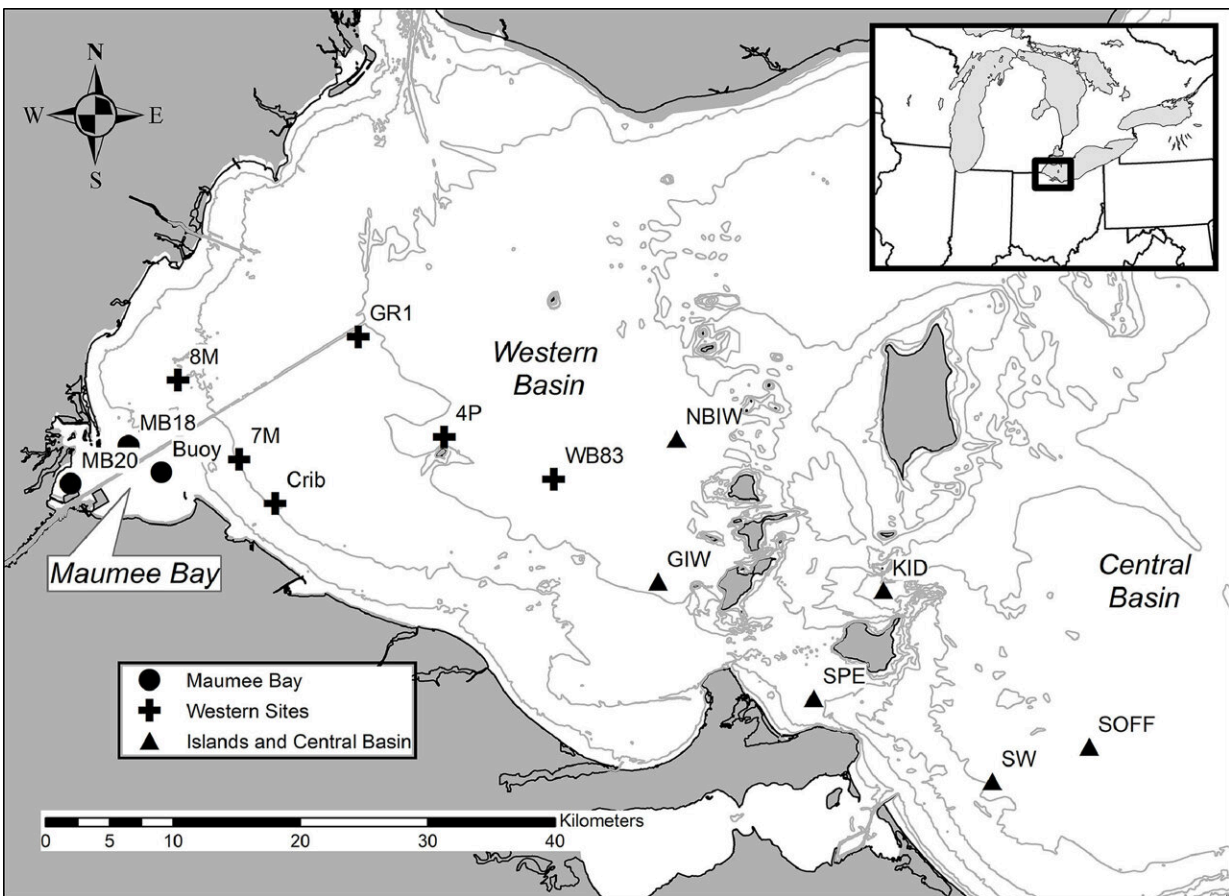 N
W E
S
GR1
Western
Basin
8M
NBIW
4P
MB18
7M
Buoy
WB83
MB20
Crib
Maumee Bay
GIW
KID
Central
Basin
Maumee Bay
Western Sites
Islands and Central Basin
SPE
SOFF
SW
Kilometers
0 5 10 20 30 40